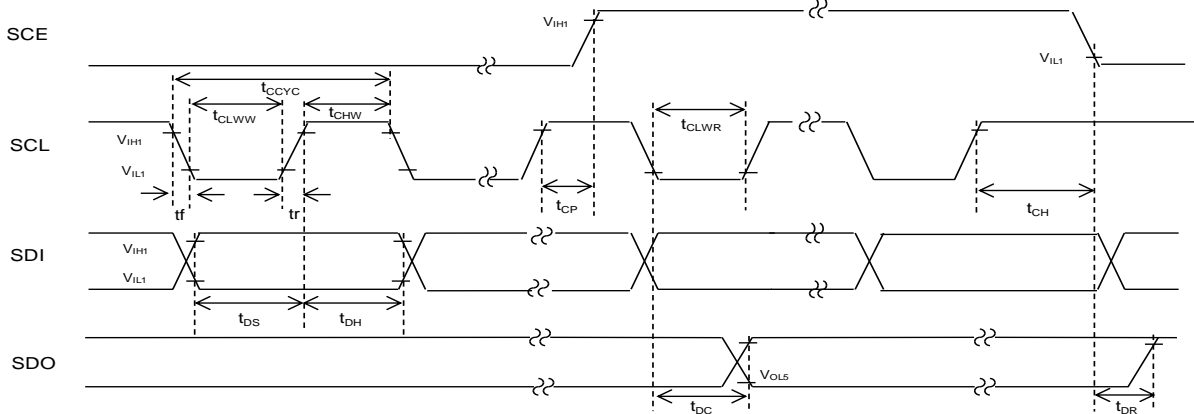 SCE
VIH1
VIL1
tCCYC
tCLWW
tCHW
tCLWR
SCL
VIH1
VIL1
tf
tr
tCP
tCH
SDI
VIH1
VIL1
tDS
tDH
SDO
VOL5
tDC
tDR